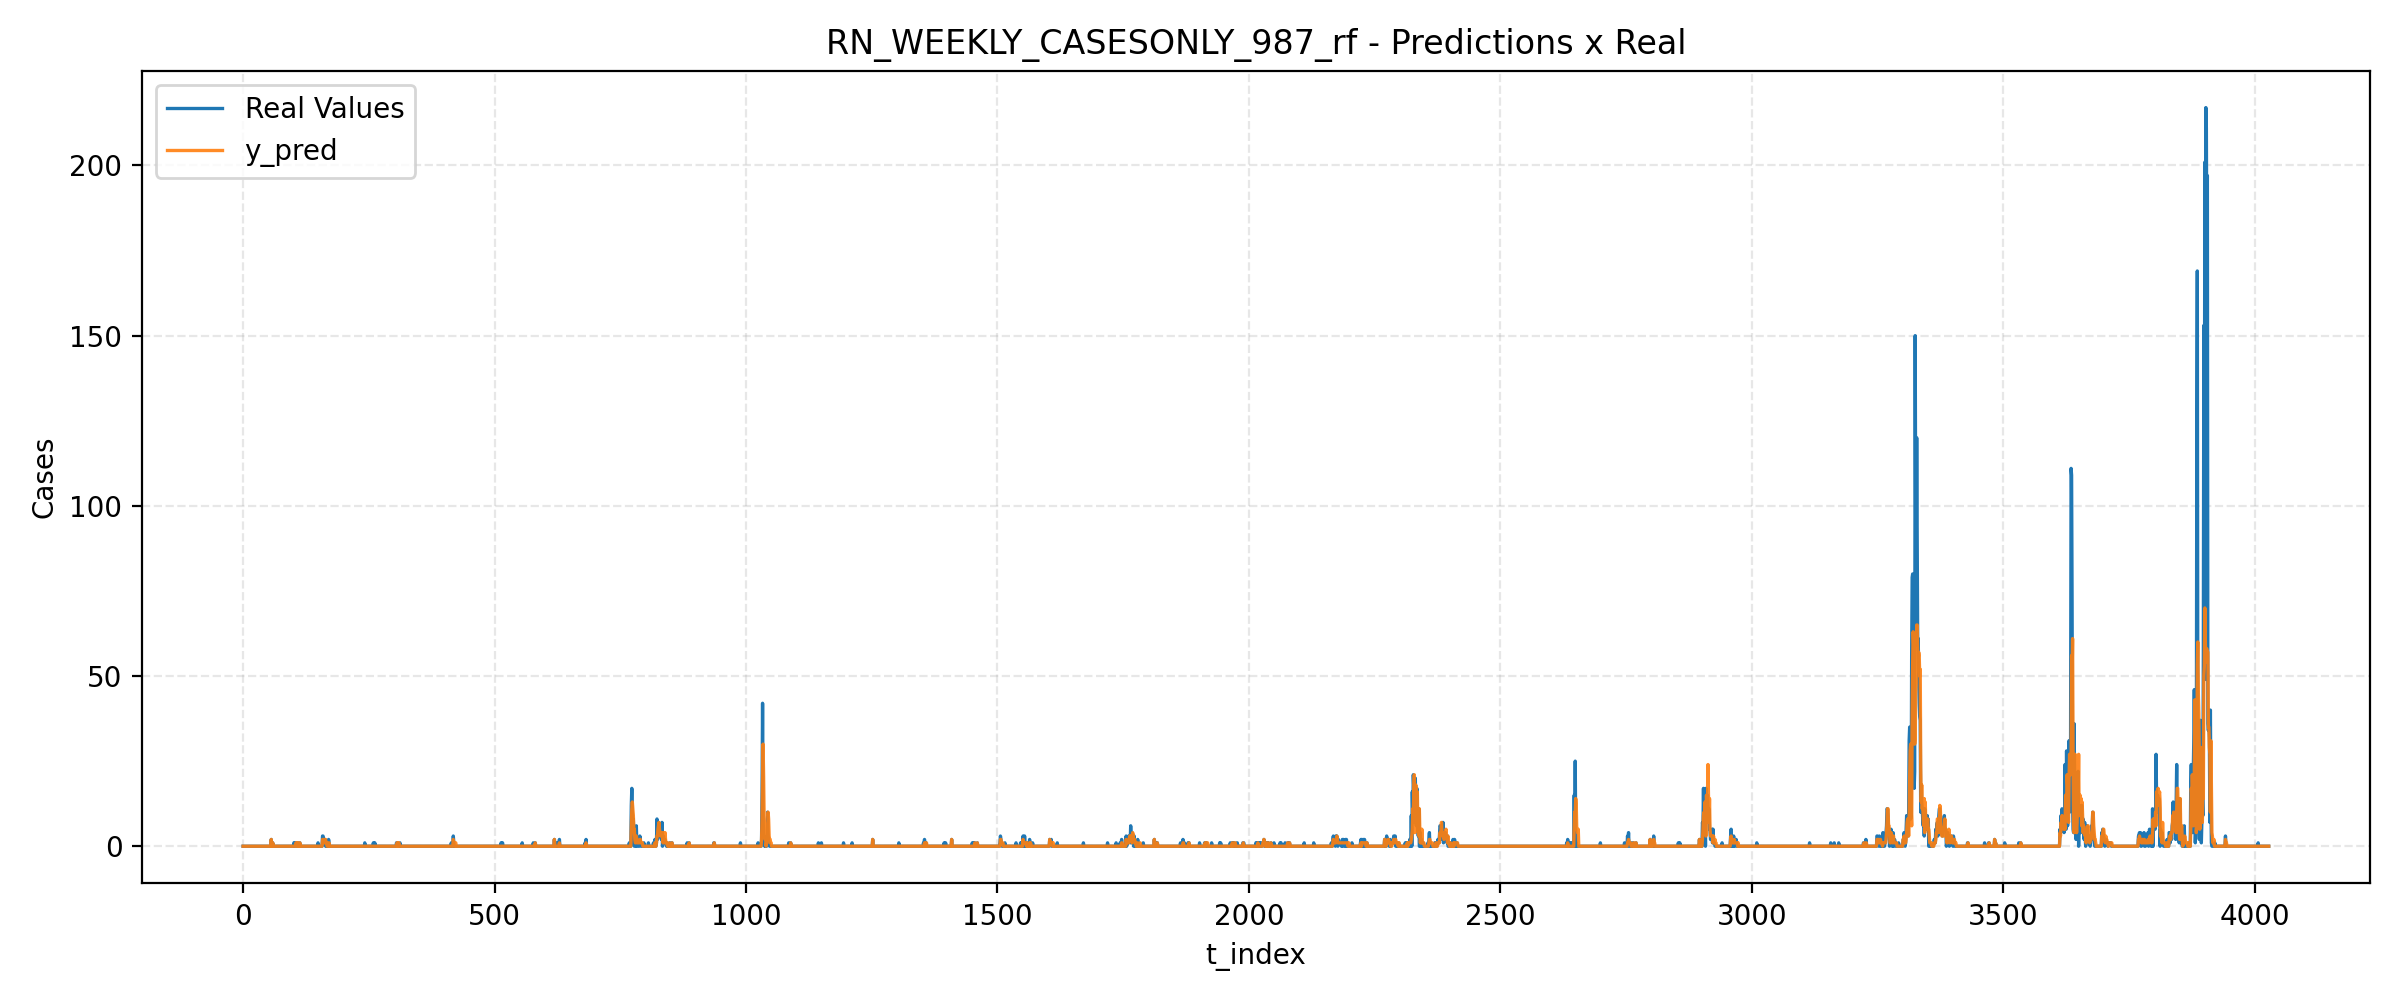 RN_WEEKLY_CASESONLY_987_rf - Predictions x Real
Real Values
y_pred
Cases
200
150
100
50
0
0 500 1000 1500 2000 2500 3000 3500 4000
t_index